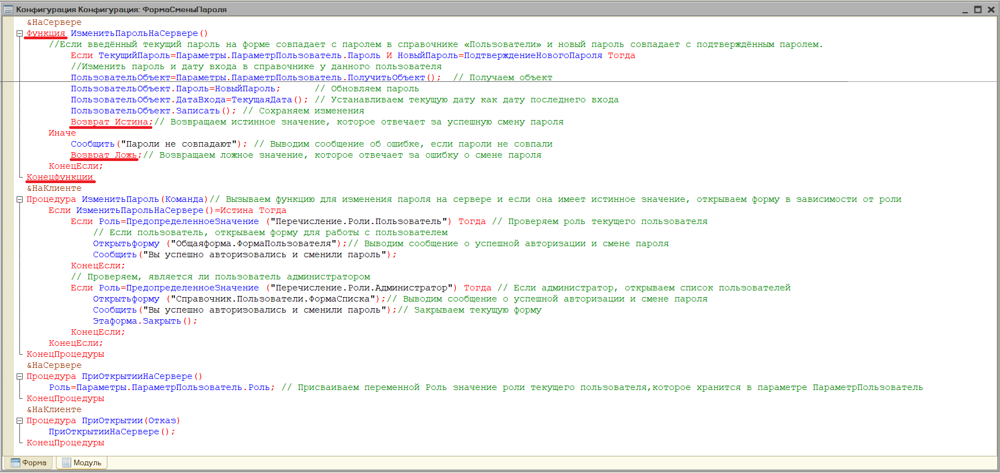 Конфигурация Конфигурация: ФормаСменыПароля
&НаСервере
Функция ИзменитьПарольНаСервере()
//Если введённый текущий пароль на форме совпадает с паролем в справочнике «Пользователи» и новый пароль совпадает с подтверждённым паролем.
Если ТекущийПароль=Параметры.ПараметрПользователь.Пароль И НовыйПароль=ПодтверждениеНовогоПароля Тогда
//Изменить пароль и дату входа в справочнике у данного пользователя
ПользовательОбъект=Параметры.ПараметрПользователь.ПолучитьОбъект();  // Получаем объект
ПользовательОбъект.Пароль=НовыйПароль;      // Обновляем пароль
ПользовательОбъект.ДатаВхода=ТекущаяДата(); // Устанавливаем текущую дату как дату последнего входа
ПользовательОбъект.Записать(); // Сохраняем изменения
Возврат Истина;// Возвращаем истинное значение, которое отвечает за успешную смену пароля
Иначе
Сообщить("Пароли не совпадают"); // Выводим сообщение об ошибке, если пароли не совпали
Возврат Ложь;// Возвращаем ложное значение, которое отвечает за ошибку о смене пароля
КонецЕсли;
Конецфункции
&НаКлиенте
Процедура ИзменитьПароль(Команда)// Вызываем функцию для изменения пароля на сервере и если она имеет истинное значение, открываем форму в зависимости от роли
Если ИзменитьПарольНаСервере()=Истина Тогда
Если Роль=ПредопределенноеЗначение ("Перечисление.Роли.Пользователь") Тогда // Проверяем роль текущего пользователя
// Если пользователь, открываем форму для работы с пользователем
Открытьформу ("Общаяформа.ФормаПользователя");// Выводим сообщение о успешной авторизации и смене пароля
Сообщить("Вы успешно авторизовались и сменили пароль");
КонецЕсли;
// Проверяем, является ли пользователь администратором
Если Роль=ПредопределенноеЗначение ("Перечисление.Роли.Администратор") Тогда // Если администратор, открываем список пользователей
Открытьформу ("Справочник.Пользователи.ФормаСписка");// Выводим сообщение о успешной авторизации и смене пароля
Сообщить("Вы успешно авторизовались и сменили пароль");// Закрываем текущую форму
Этаформа.Закрыть();
КонецЕсли;
КонецЕсли;
КонецПроцедуры
&НаСервере
Процедура ПриОткрытииНаСервере()
Роль=Параметры.ПараметрПользователь.Роль; // Присваиваем переменной Роль значение роли текущего пользователя,которое хранится в параметре ПараметрПользователь
КонецПроцедуры
&НаКлиенте
Процедура ПриОткрытии(Отказ)
ПриОткрытииНаСервере();
КонецПроцедуры
Форма Модуль